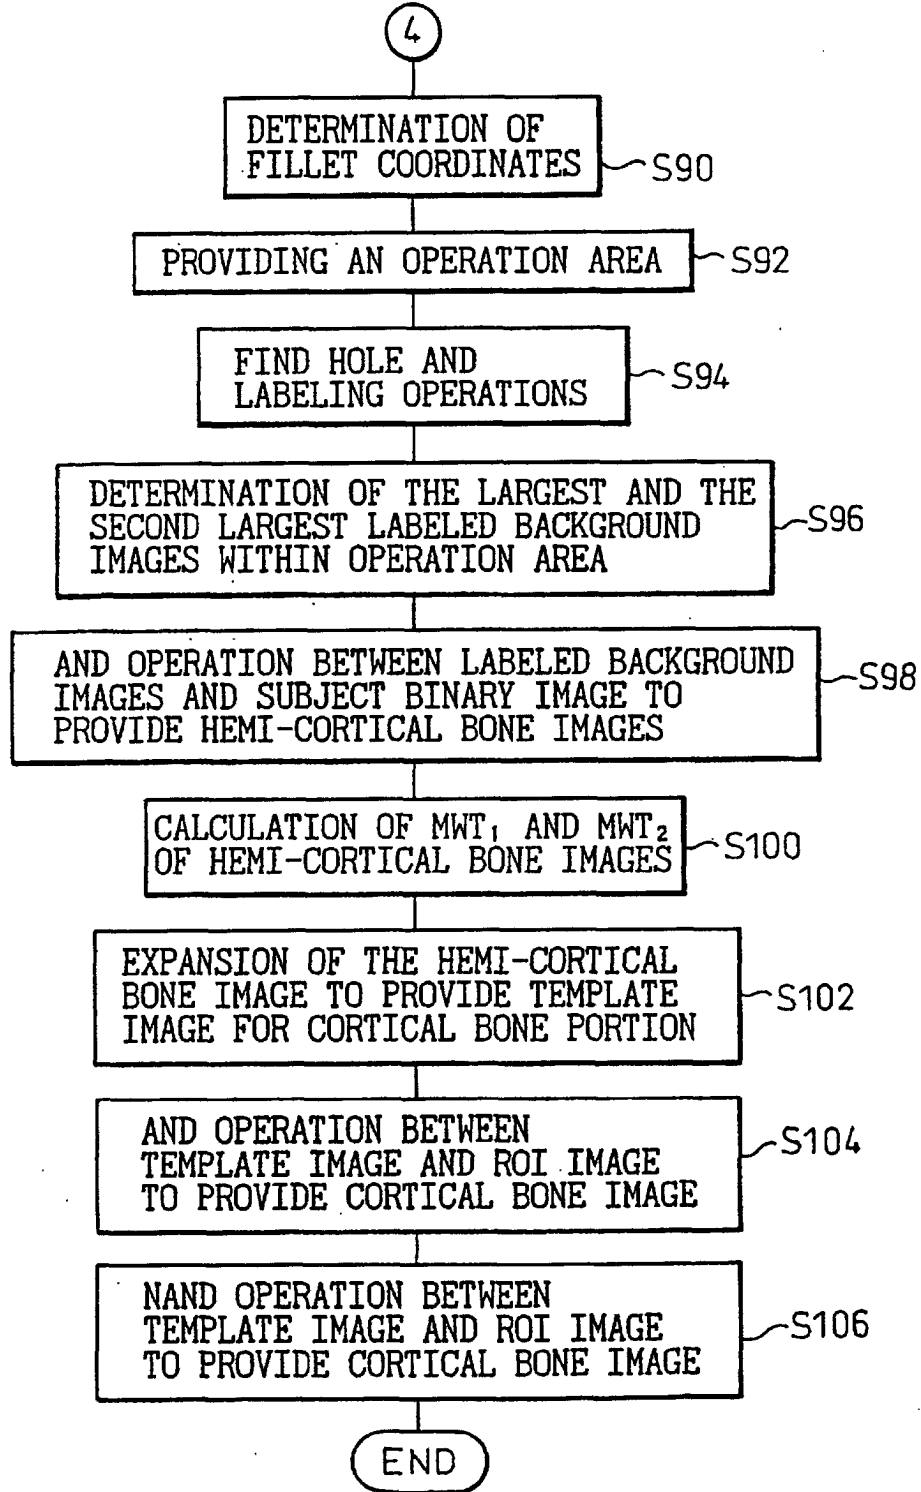 4
DETERMINATION OF
FILLET COORDINATES
S90
PROVIDING AN OPERATION AREA
S92
FIND HOLE AND
LABELING OPERATIONS
S94
DETERMINATION OF THE LARGEST AND THE
SECOND LARGEST LABELED BACKGROUND
IMAGES WITHIN OPERATION AREA
S96
AND OPERATION BETWEEN LABELED BACKGROUND
IMAGES AND SUBJECT BINARY IMAGE TO
PROVIDE HEMI-CORTICAL BONE IMAGES
S98
CALCULATION OF MWT₁ AND MWT₂
OF HEMI-CORTICAL BONE IMAGES
S100
EXPANSION OF THE HEMI-CORTICAL
BONE IMAGE TO PROVIDE TEMPLATE
IMAGE FOR CORTICAL BONE PORTION
S102
AND OPERATION BETWEEN
TEMPLATE IMAGE AND ROI IMAGE
TO PROVIDE CORTICAL BONE IMAGE
S104
NAND OPERATION BETWEEN
TEMPLATE IMAGE AND ROI IMAGE
TO PROVIDE CORTICAL BONE IMAGE
S106
END